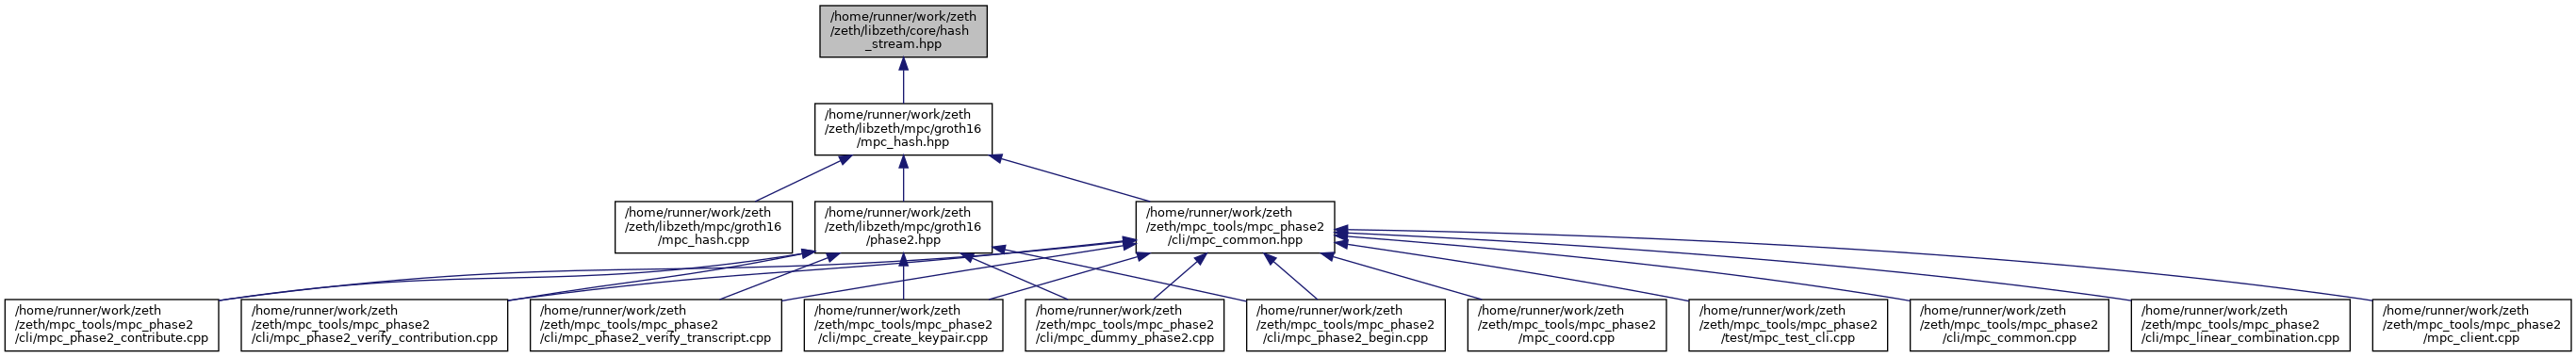 /home/runner/work/zeth
/zeth/libzeth/core/hash
_stream.hpp
/home/runner/work/zeth
/zeth/libzeth/mpc/groth16
/mpc_hash.hpp
/home/runner/work/zeth
/zeth/libzeth/mpc/groth16
/mpc_hash.cpp
/home/runner/work/zeth
/zeth/libzeth/mpc/groth16
/phase2.hpp
/home/runner/work/zeth
/zeth/mpc_tools/mpc_phase2
/cli/mpc_common.hpp
/home/runner/work/zeth
/zeth/mpc_tools/mpc_phase2
/cli/mpc_phase2_contribute.cpp
/home/runner/work/zeth
/zeth/mpc_tools/mpc_phase2
/cli/mpc_phase2_verify_contribution.cpp
/home/runner/work/zeth
/zeth/mpc_tools/mpc_phase2
/cli/mpc_phase2_verify_transcript.cpp
/home/runner/work/zeth
/zeth/mpc_tools/mpc_phase2
/cli/mpc_create_keypair.cpp
/home/runner/work/zeth
/zeth/mpc_tools/mpc_phase2
/cli/mpc_dummy_phase2.cpp
/home/runner/work/zeth
/zeth/mpc_tools/mpc_phase2
/cli/mpc_phase2_begin.cpp
/home/runner/work/zeth
/zeth/mpc_tools/mpc_phase2
/mpc_coord.cpp
/home/runner/work/zeth
/zeth/mpc_tools/mpc_phase2
/test/mpc_test_cli.cpp
/home/runner/work/zeth
/zeth/mpc_tools/mpc_phase2
/cli/mpc_common.cpp
/home/runner/work/zeth
/zeth/mpc_tools/mpc_phase2
/cli/mpc_linear_combination.cpp
/home/runner/work/zeth
/zeth/mpc_tools/mpc_phase2
/mpc_client.cpp